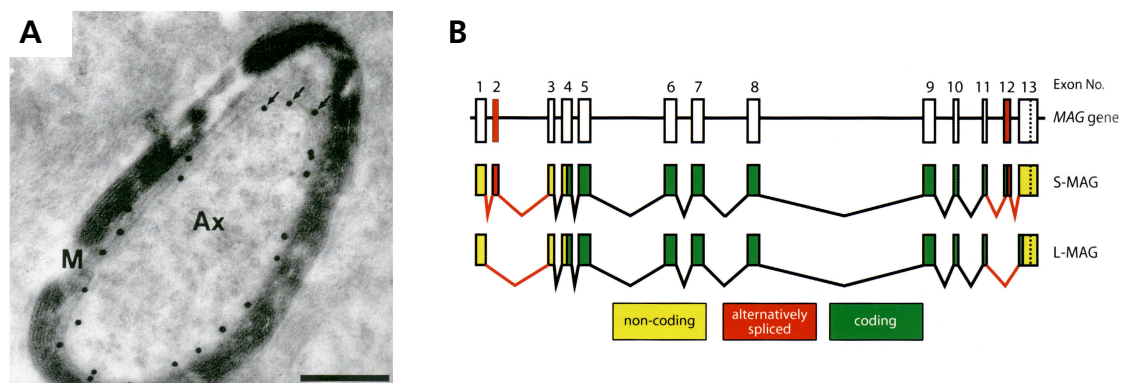 A
B
M
Ax
1 2 3 4 5 6 7 8 9 10 11 12 13 Exon No.
MAG gene
S-MAG
L-MAG
non-coding
alternatively
spliced
coding